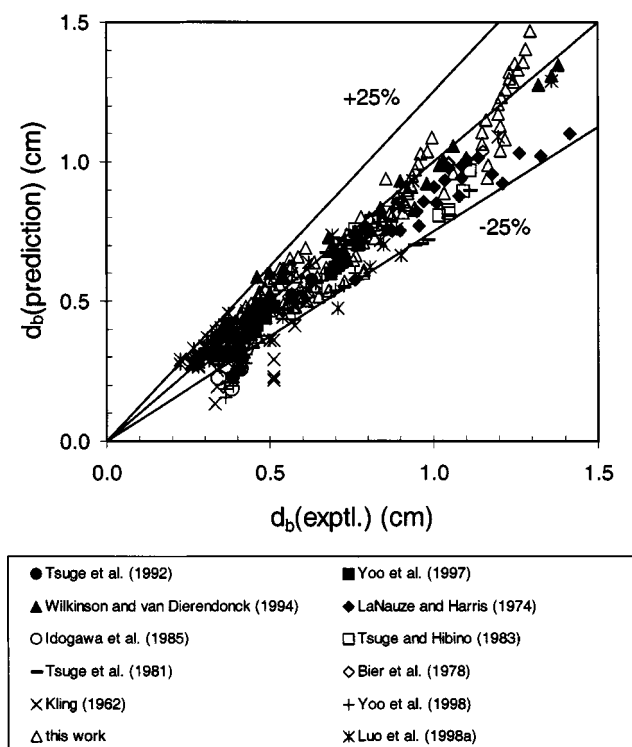 1.5
1.0
0.5
0.0
d_b(prediction) (cm)
+25%
-25%
0.0 0.5 1.0 1.5
d_b(exptl.) (cm)
Tsuge et al. (1992) Yoo et al. (1997)
Wilkinson and van Dierendonck (1994) LaNauze and Harris (1974)
Idogawa et al. (1985) Tsuge and Hibino (1983)
Tsuge et al. (1981) Bier et al. (1978)
Kling (1962) Yoo et al. (1998)
this work Luo et al. (1998a)